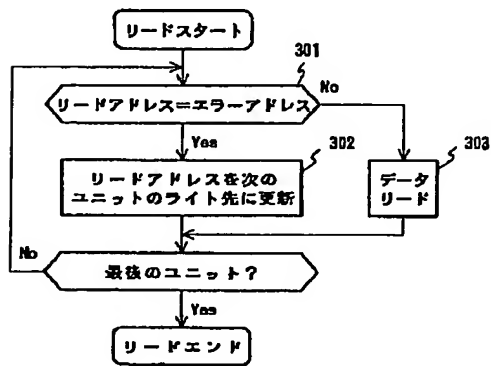 リードスタート
301
リードアドレス=エラーアドレス
No
Yes
302
303
リードアドレスを次の
ユニットのライト先に更新
データ
リード
No
最後のユニット?
Yes
リードエンド